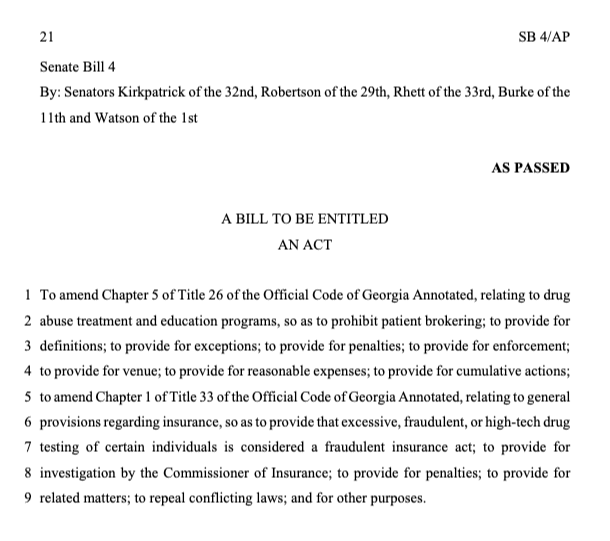 21 SB 4/AP
Senate Bill 4
By: Senators Kirkpatrick of the 32nd, Robertson of the 29th, Rhett of the 33rd, Burke of the
11th and Watson of the 1st
AS PASSED
A BILL TO BE ENTITLED
AN ACT
1 To amend Chapter 5 of Title 26 of the Official Code of Georgia Annotated, relating to drug
2 abuse treatment and education programs, so as to prohibit patient brokering; to provide for
3 definitions; to provide for exceptions; to provide for penalties; to provide for enforcement;
4 to provide for venue; to provide for reasonable expenses; to provide for cumulative actions;
5 to amend Chapter 1 of Title 33 of the Official Code of Georgia Annotated, relating to general
6 provisions regarding insurance, so as to provide that excessive, fraudulent, or high-tech drug
7 testing of certain individuals is considered a fraudulent insurance act; to provide for
8 investigation by the Commissioner of Insurance; to provide for penalties; to provide for
9 related matters; to repeal conflicting laws; and for other purposes.